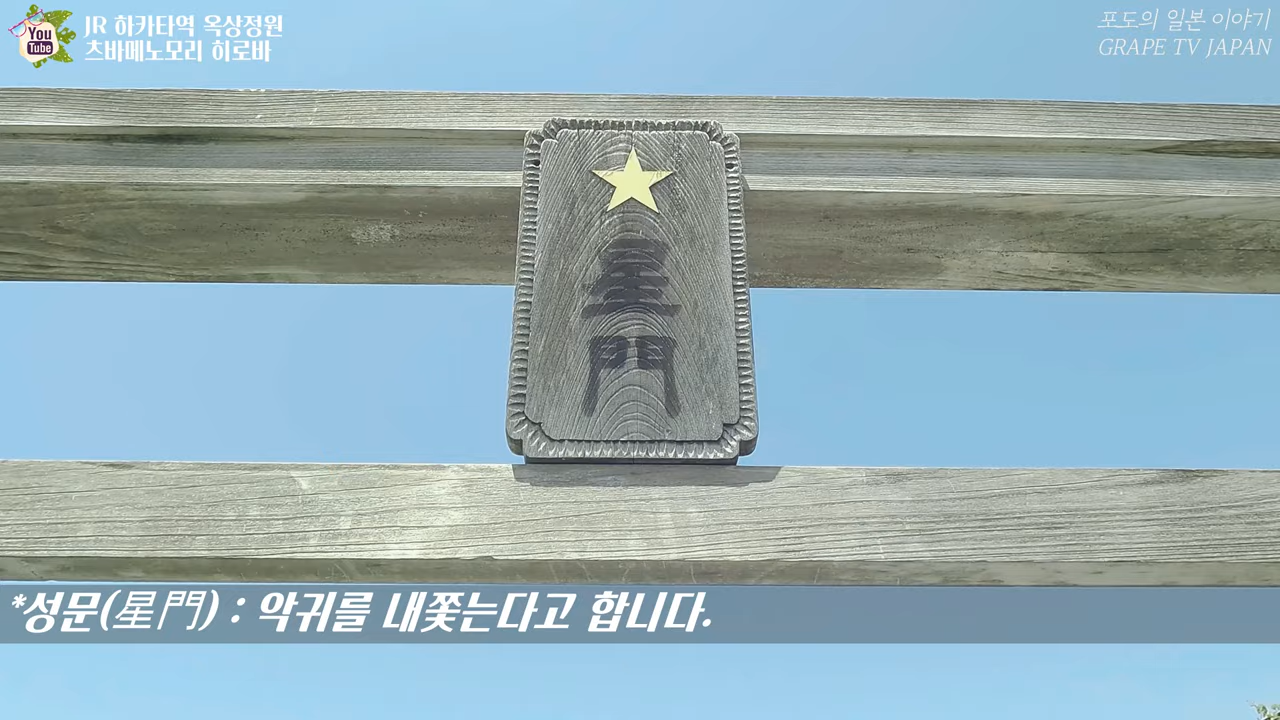 You
Tube
JR 하카타역 옥상정원
츠바메노모리 히로바
포도의 일본 이야기
GRAPE TV JAPAN
星
門
*성문(星門) : 악귀를 내쫓는다고 합니다.